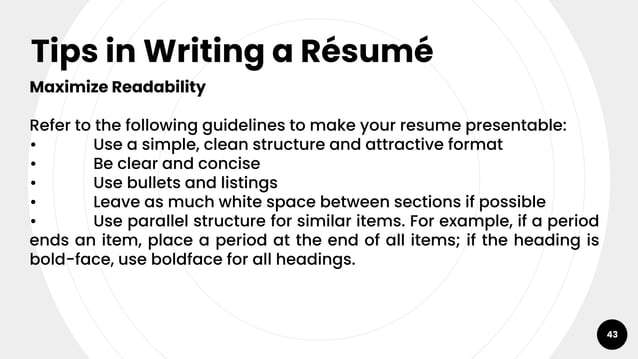 Tips in Writing a Résumé
Maximize Readability
Refer to the following guidelines to make your resume presentable:
• Use a simple, clean structure and attractive format
• Be clear and concise
• Use bullets and listings
• Leave as much white space between sections if possible
• Use parallel structure for similar items. For example, if a period
ends an item, place a period at the end of all items; if the heading is
bold-face, use boldface for all headings.
43